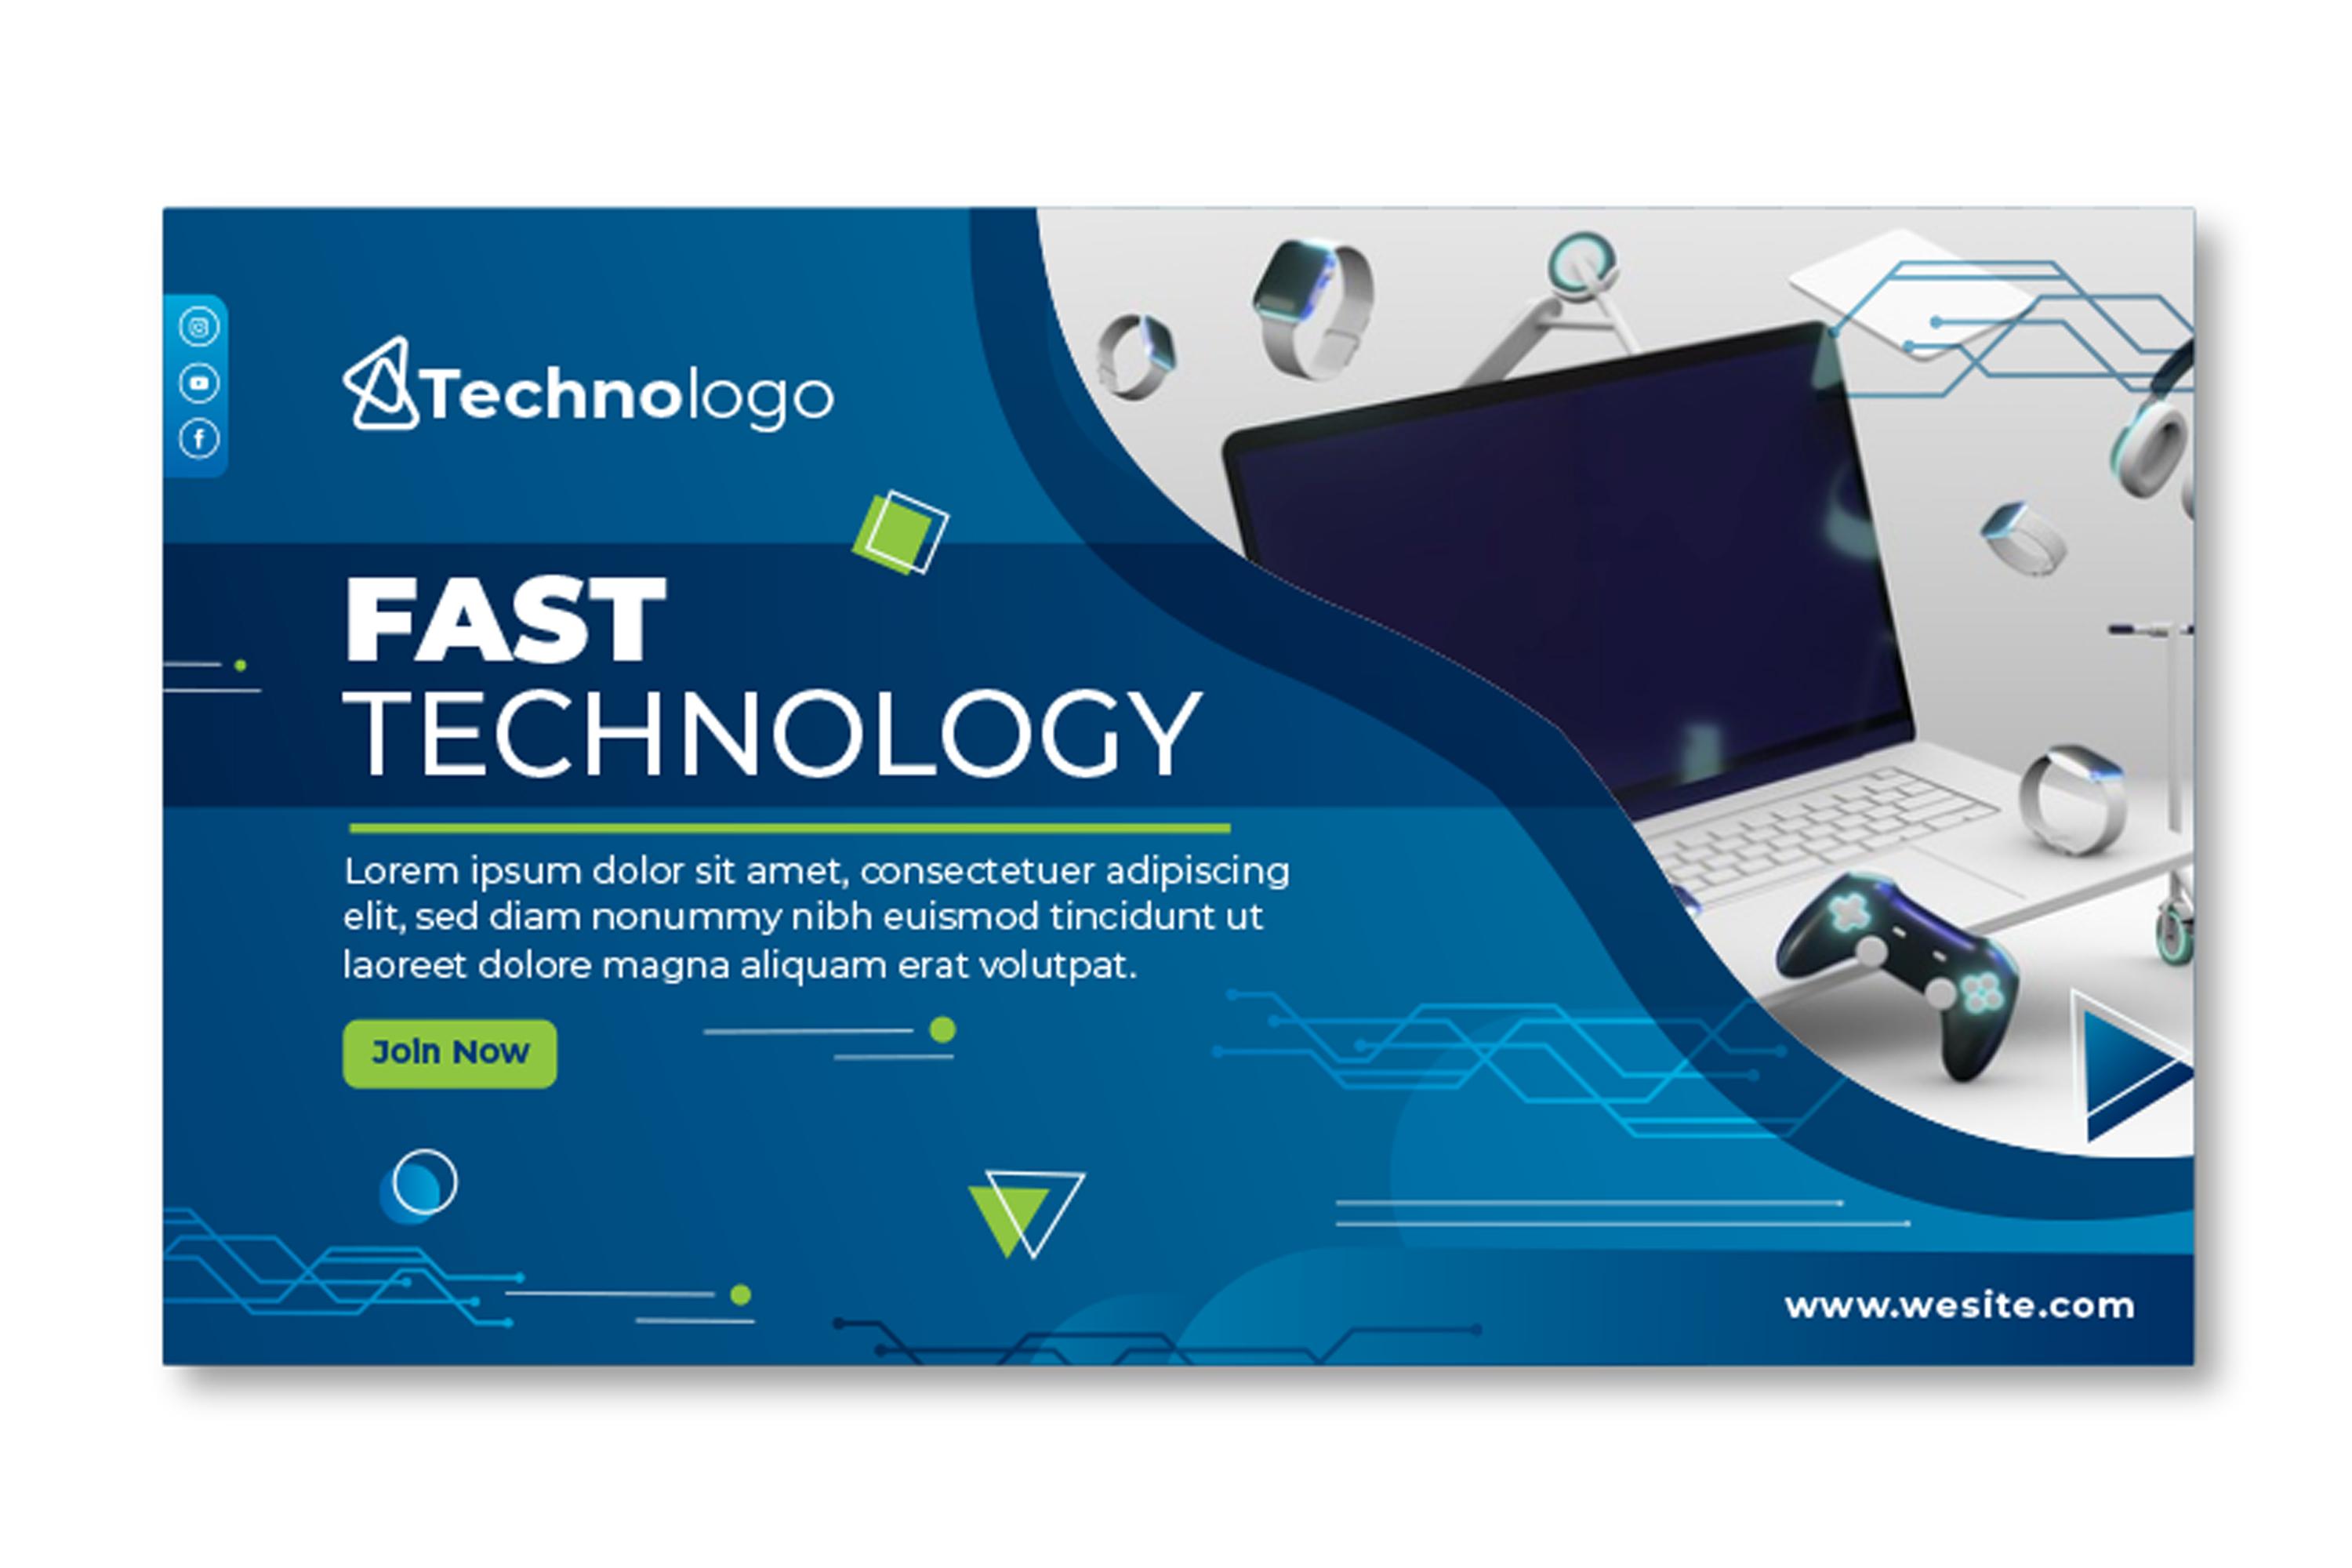 Technologo
FAST
TECHNOLOGY
Lorem ipsum dolor sit amet, consectetuer adipiscing
elit, sed diam nonummy nibh euismod tincidunt ut
laoreet dolore magna aliquam erat volutpat.
Join Now
www.wesite.com